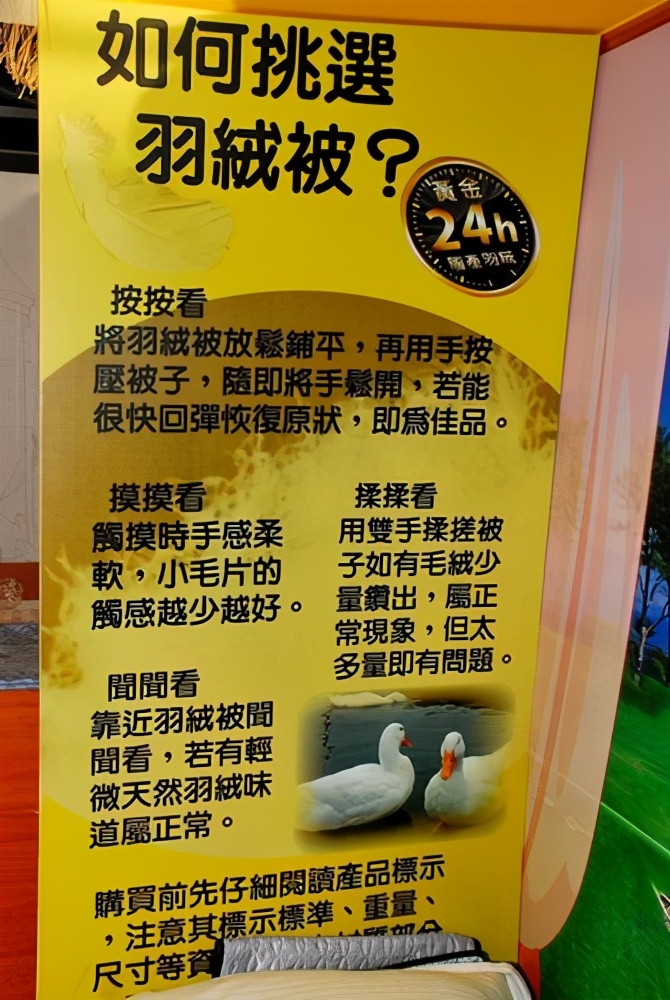 如何挑選
羽絨被？
黃金
24h
按按看
將羽絨被放鬆鋪平，再用手按
壓被子，隨即將手鬆開，若能
很快回彈恢復原狀，即為佳品。
摸摸看
觸摸時手感柔
軟，小毛片的
觸感越少越好。
揉揉看
用雙手揉搓被
子如有毛絨少
量鑽出，屬正
常現象，但太
多量即有問題。
聞聞看
靠近羽絨被聞
聞看，若有輕
微天然羽絨味
道屬正常。
購買前先仔細閱讀產品標示
，注意其標示標準、重量、
尺寸等資